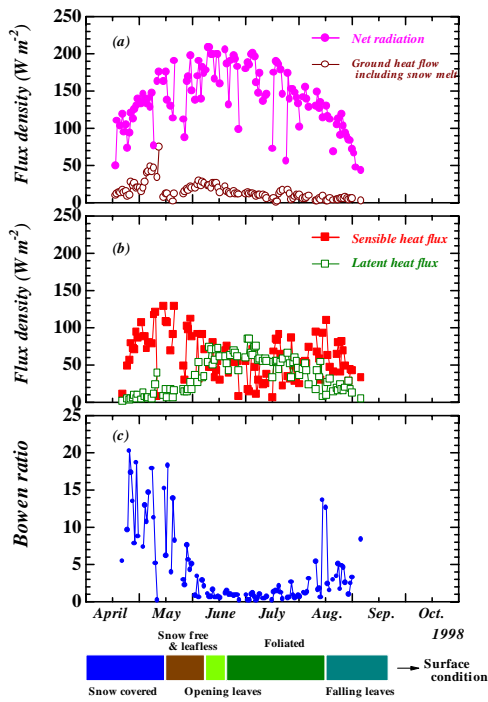 250
200
150
100
50
0
Flux density (W m-2)
(a)
Net radiation
Ground heat flow
including snow melt
250
200
150
100
50
0
Flux density (W m-2)
(b)
Sensible heat flux
Latent heat flux
25
20
15
10
5
0
Bowen ratio
(c)
April May June July Aug. Sep. Oct.
1998
Snow free
& leafless
Foliated
Surface
condition
Snow covered
Opening leaves
Falling leaves